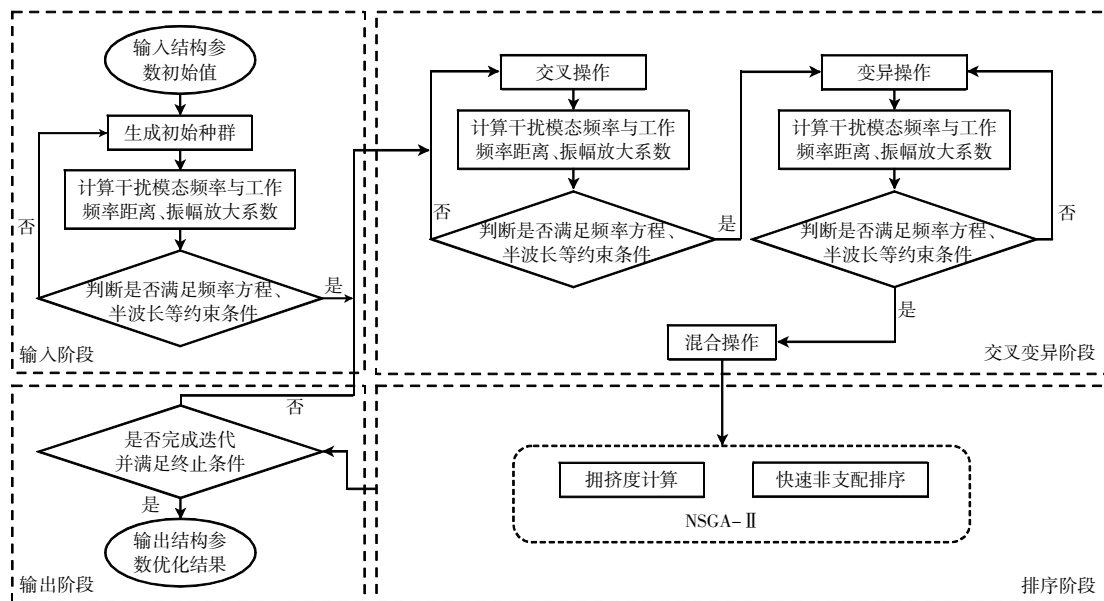 输入结构参
数初始值
生成初始种群
计算干扰模态频率与工作
频率距离、振幅放大系数
否
判断是否满足频率方程、
半波长等约束条件
是
输入阶段
交叉操作
计算干扰模态频率与工作
频率距离、振幅放大系数
否
判断是否满足频率方程、
半波长等约束条件
是
变异操作
计算干扰模态频率与工作
频率距离、振幅放大系数
否
判断是否满足频率方程、
半波长等约束条件
是
混合操作
交叉变异阶段
拥挤度计算
快速非支配排序
NSGA-Ⅱ
排序阶段
否
是否完成迭代
并满足终止条件
是
输出结构参
数优化结果
输出阶段